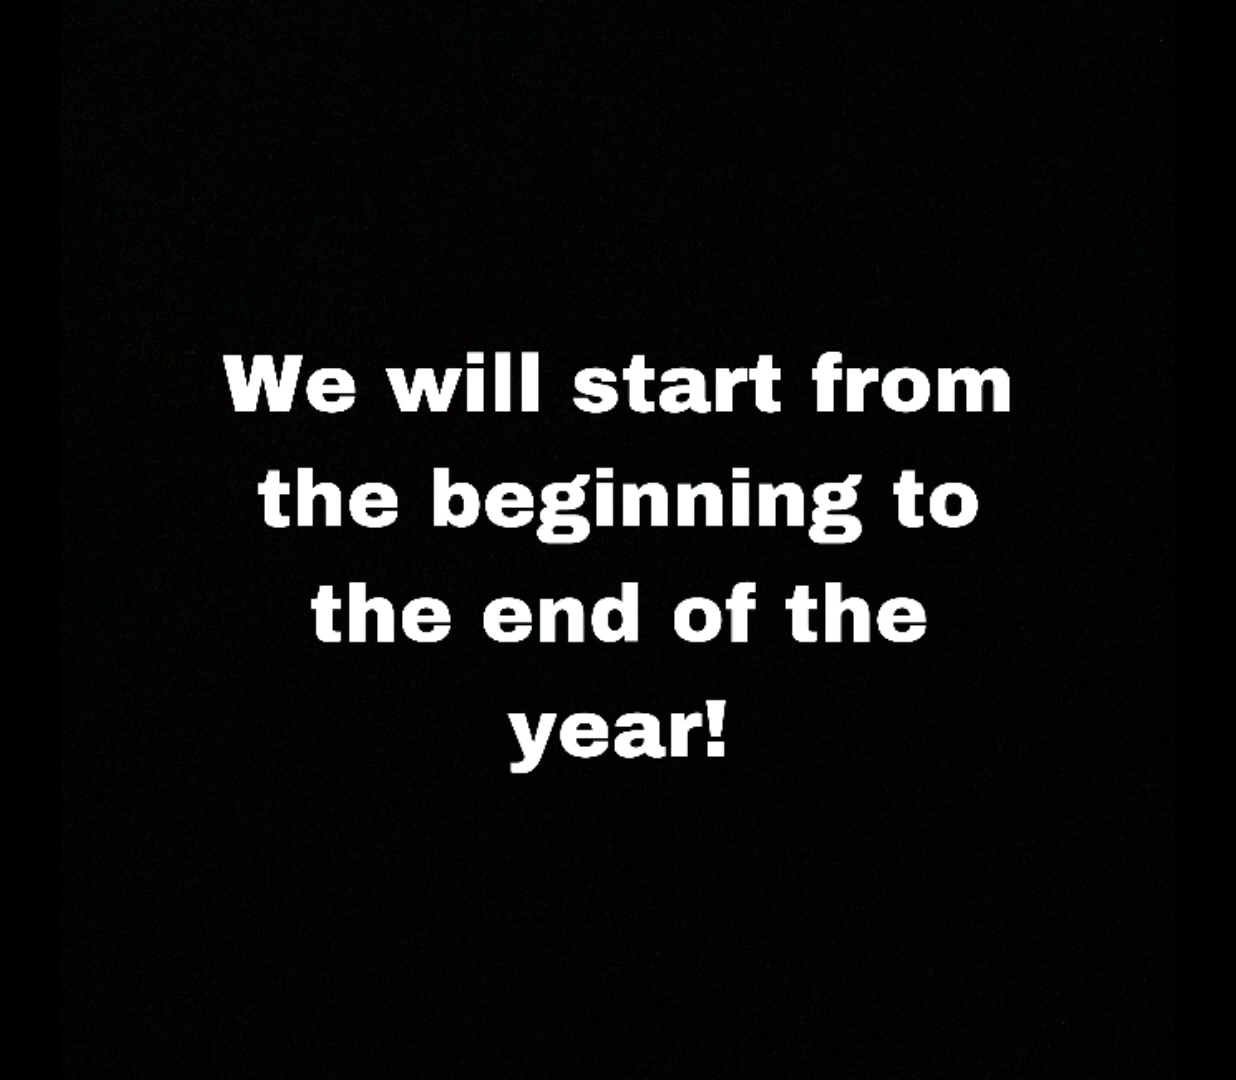 We will start from
the beginning to
the end of the
year!